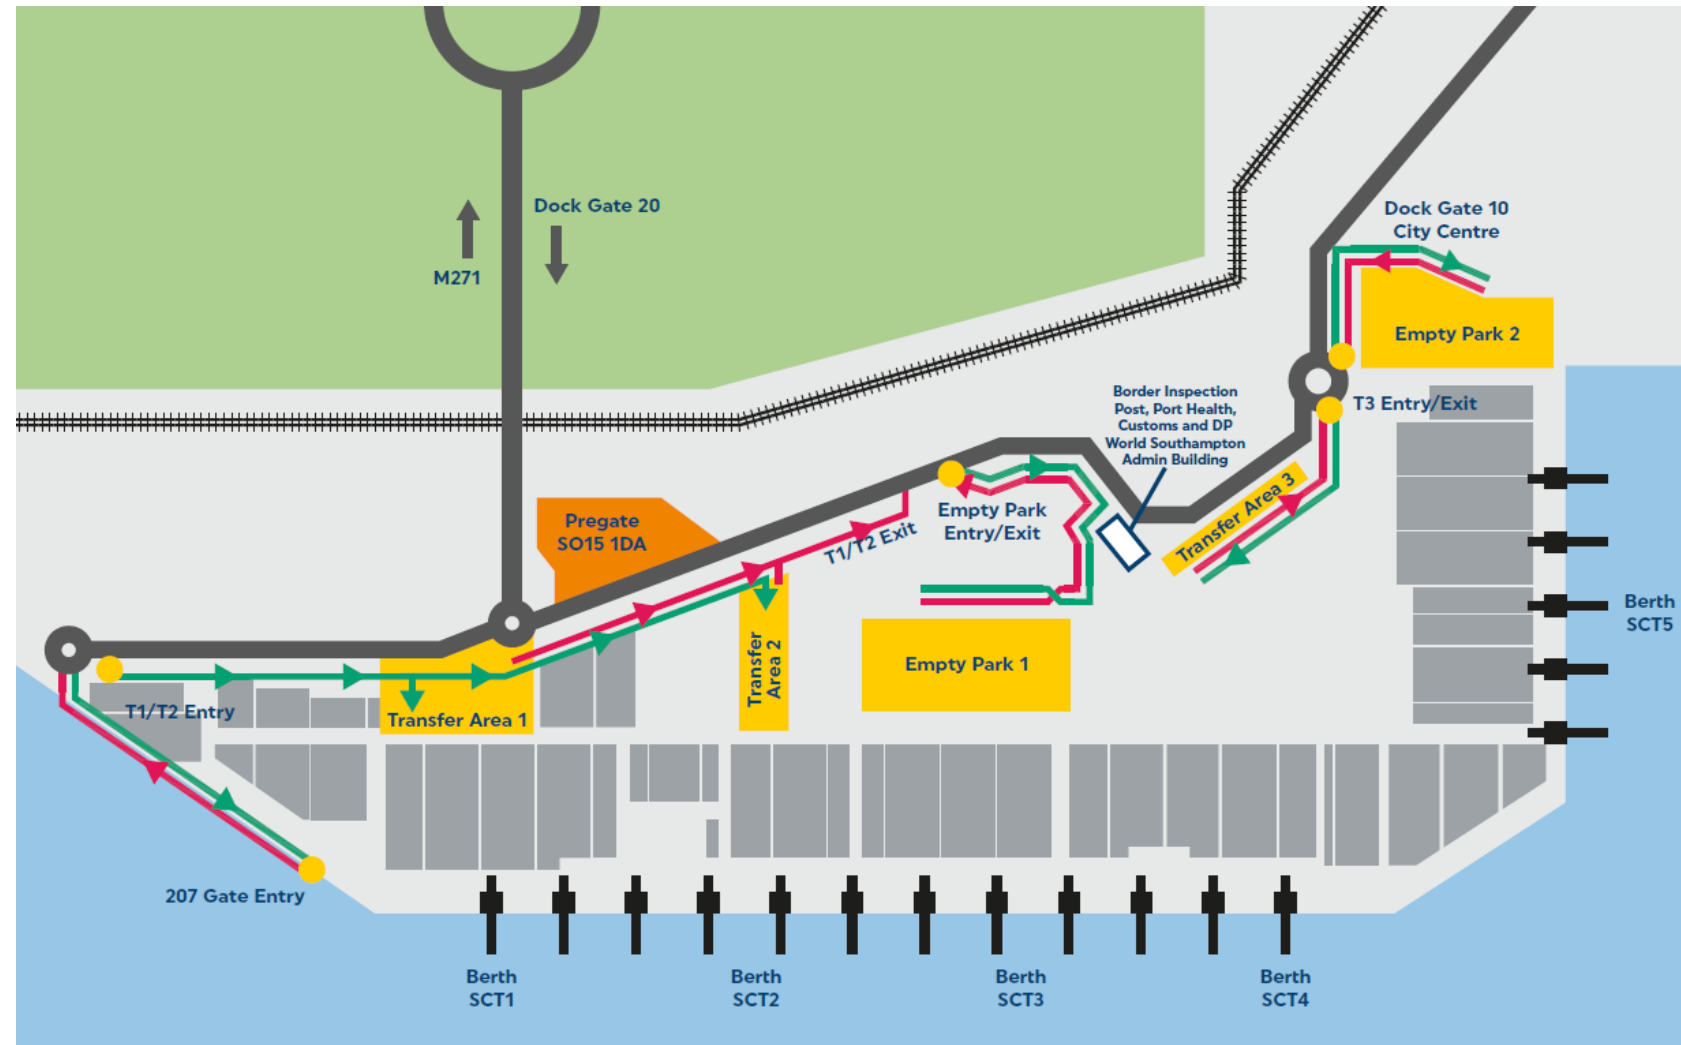 Dock Gate 20
M271
Dock Gate 10
City Centre
Empty Park 2
Border Inspection
Post, Port Health,
Customs and DP
World Southampton
Admin Building
T3 Entry/Exit
Transfer Area 3
Pregate
SO15 1DA
Empty Park
Entry/Exit
T1/T2 Exit
Berth
SCT5
Transfer
Area 2
Empty Park 1
T1/T2 Entry
Transfer Area 1
207 Gate Entry
Berth
SCT1
Berth
SCT2
Berth
SCT3
Berth
SCT4